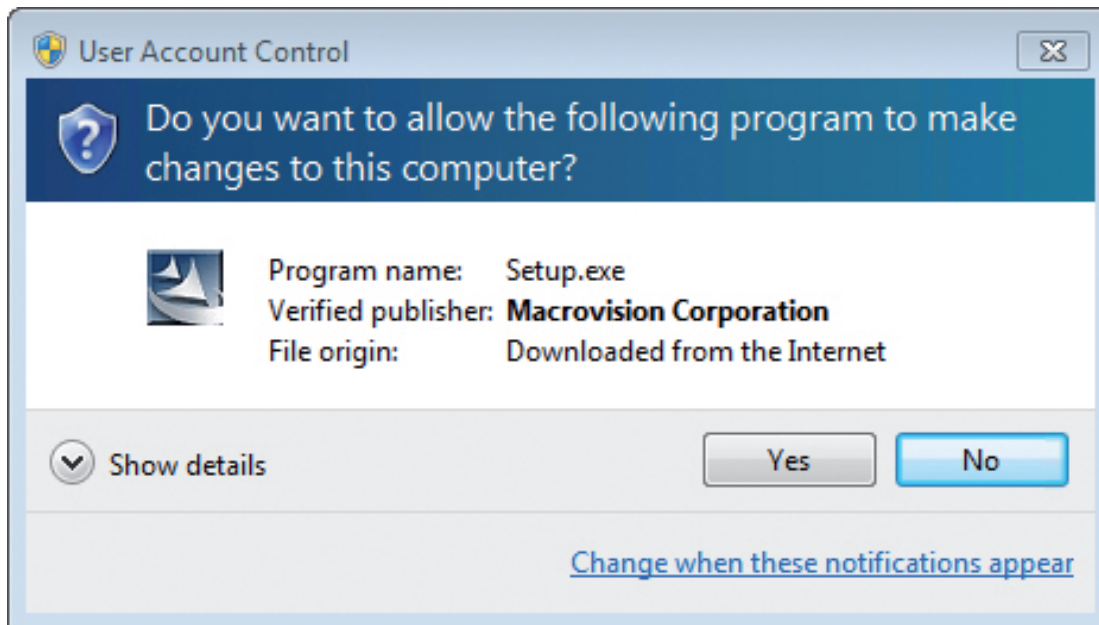 User Account Control
Do you want to allow the following program to make
changes to this computer?
Program name: Setup.exe
Verified publisher: Macrovision Corporation
File origin: Downloaded from the Internet
Show details
Yes
No
Change when these notifications appear